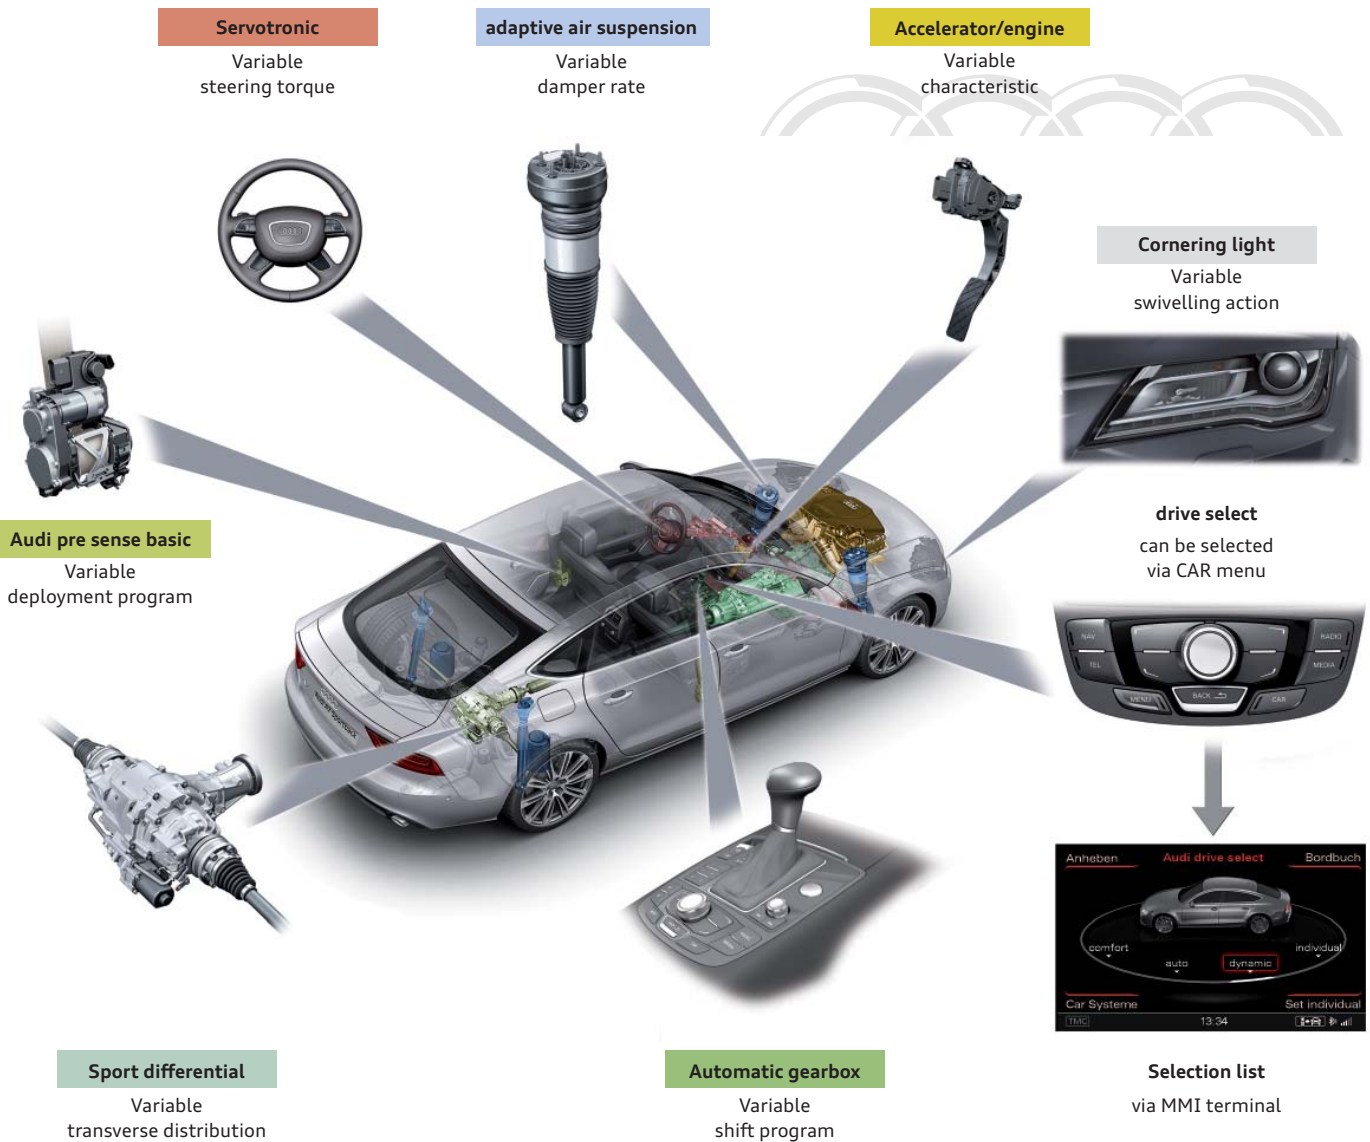 Servotronic
Variable
steering torque
adaptive air suspension
Variable
damper rate
Accelerator/engine
Variable
characteristic
Cornering light
Variable
swivelling action
Audi pre sense basic
Variable
deployment program
drive select
can be selected
via CAR menu
NAV
RADIO
TEL
MEDIA
MENU
BACK
CAR
Anheben
Audi drive select
Bordbuch
comfort
individual
auto
dynamic
Car Systeme
Set individual
TMC
13:34
Sport differential
Variable
transverse distribution
Automatic gearbox
Variable
shift program
Selection list
via MMI terminal